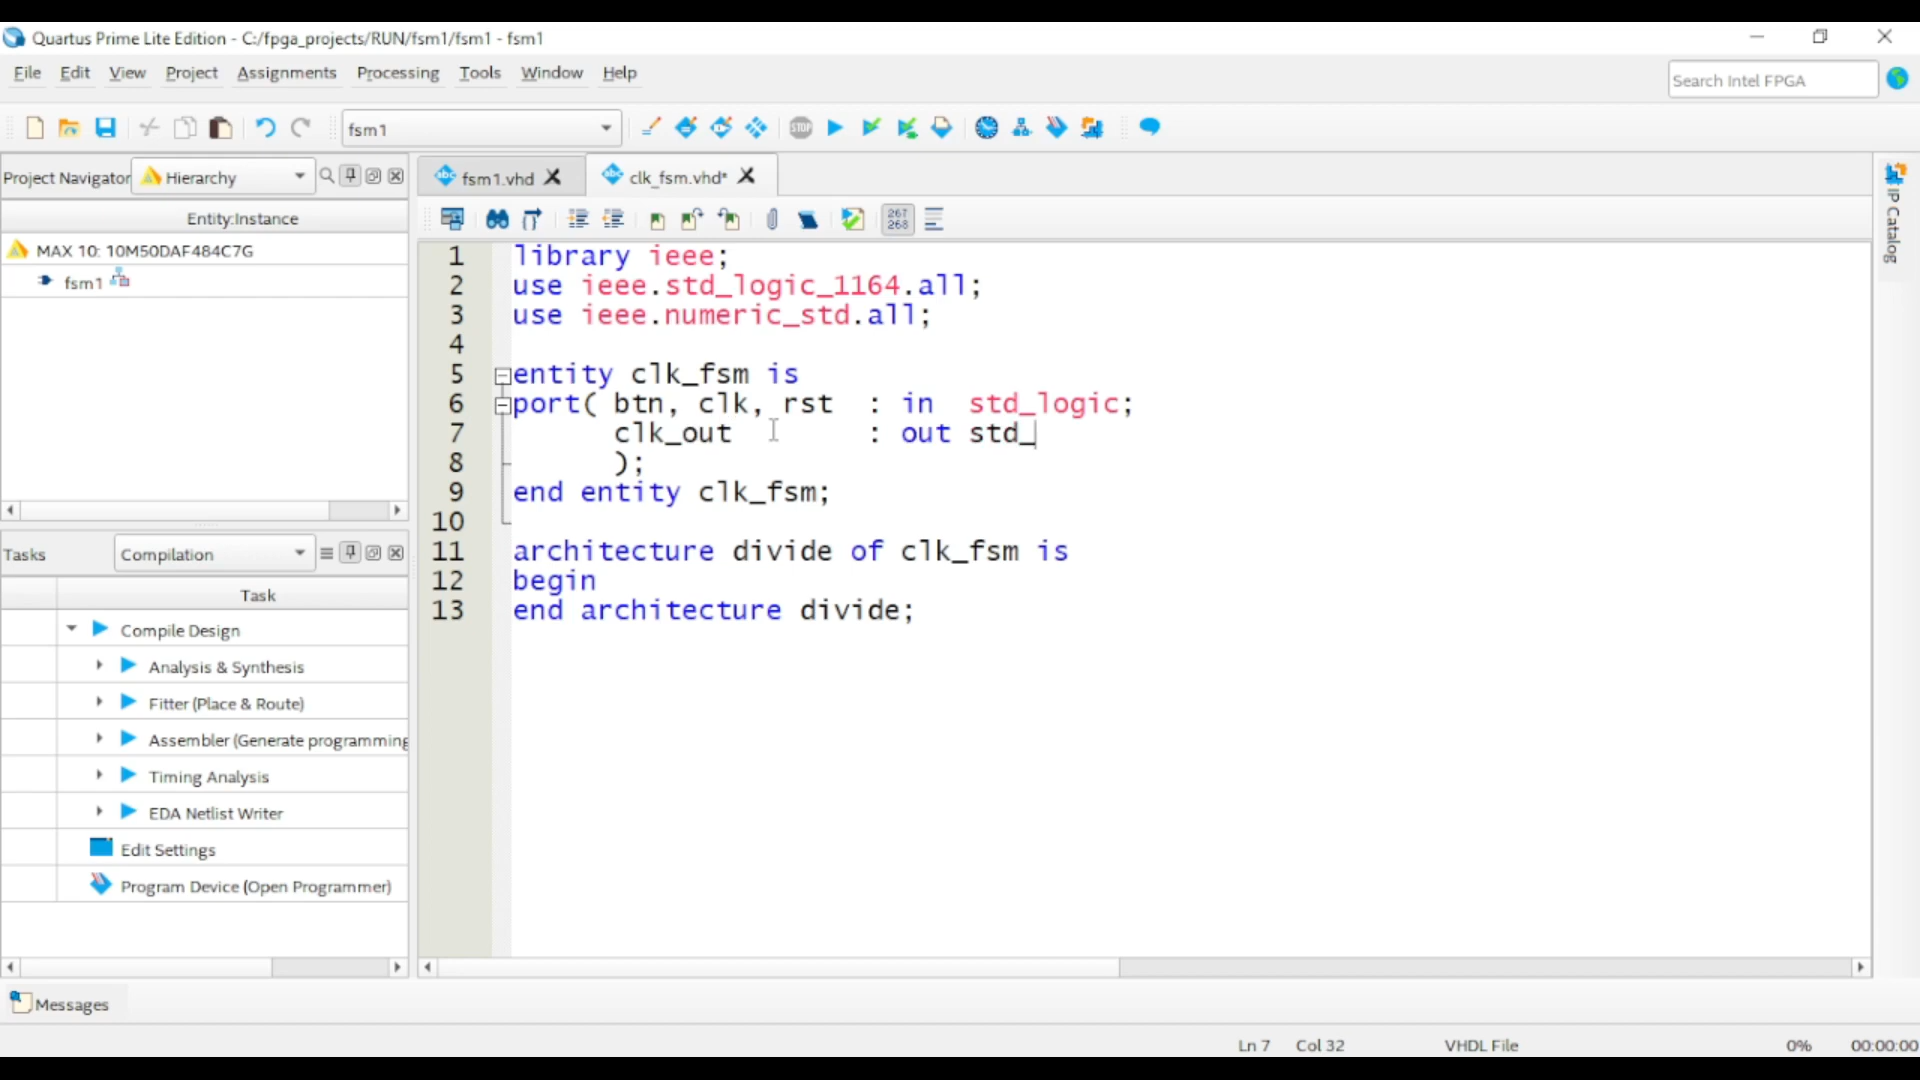 Quartus Prime Lite Edition - C:/fpga_projects/RUN/fsm1/fsm1 - fsm1
File Edit View Project Assignments Processing Tools Window Help
Search Intel FPGA
fsm1
STOP
Project Navigator Hierarchy
Entity:Instance
MAX 10: 10M50DAF484C7G
fsm1
Tasks Compilation
Task
Compile Design
Analysis & Synthesis
Fitter (Place & Route)
Assembler (Generate programming
Timing Analysis
EDA Netlist Writer
Edit Settings
Program Device (Open Programmer)
abc fsm1.vhd abc clk_fsm.vhd*
267
268
1 library ieee;
2 use ieee.std_logic_1164.all;
3 use ieee.numeric_std.all;
4
5 entity clk_fsm is
6 port( btn, clk, rst : in std_logic;
7 clk_out : out std_
8 );
9 end entity clk_fsm;
10
11 architecture divide of clk_fsm is
12 begin
13 end architecture divide;
IP Catalog
Messages
Ln 7 Col 32 VHDL File 0% 00:00:00